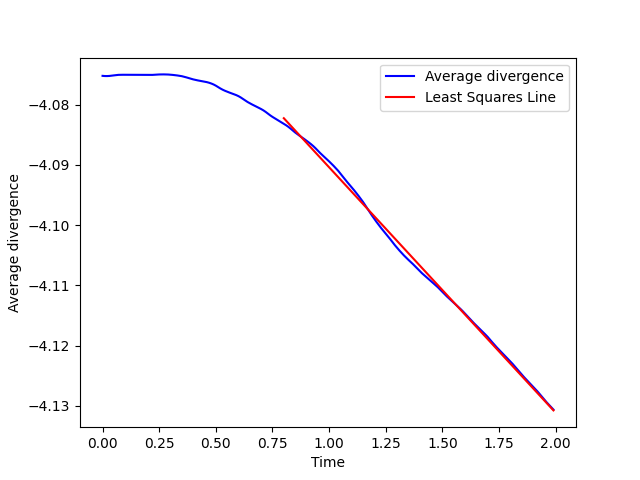 Average divergence
Least Squares Line
−4.08
−4.09
−4.10
−4.11
−4.12
−4.13
Average divergence
0.00 0.25 0.50 0.75 1.00 1.25 1.50 1.75 2.00
Time